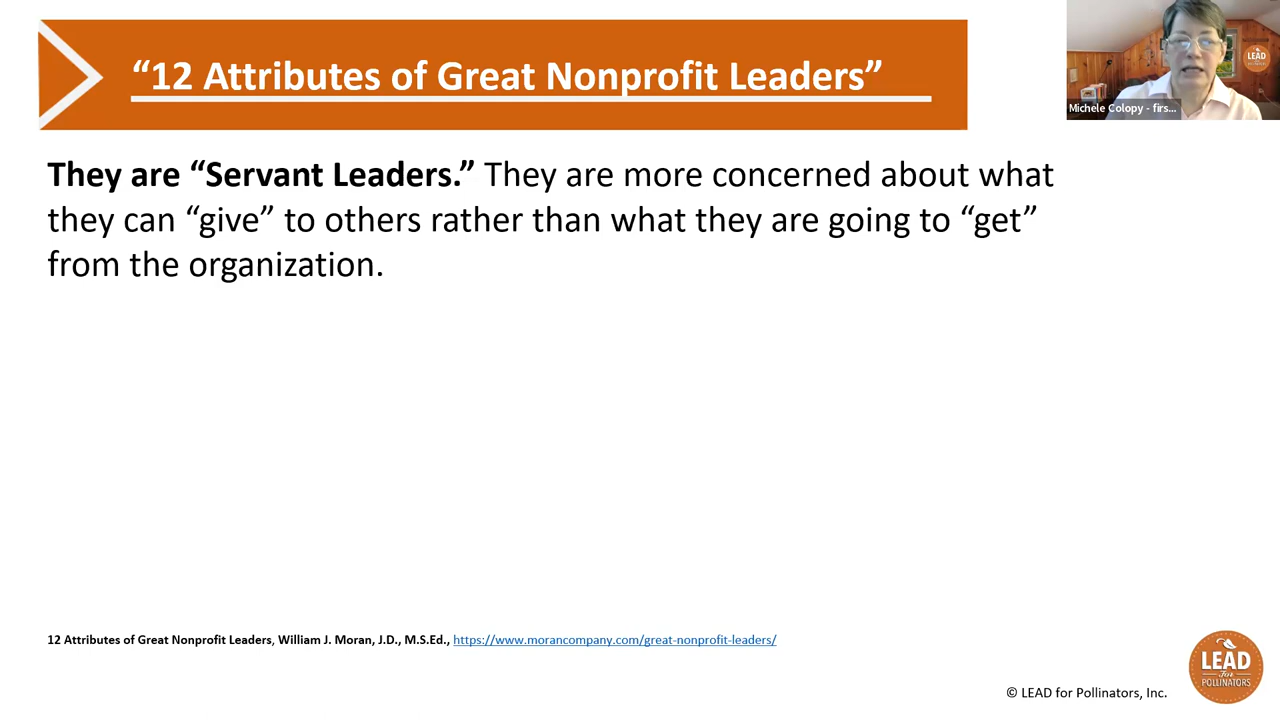 “12 Attributes of Great Nonprofit Leaders”
LEAD
Michele Colopy - firs...
They are “Servant Leaders.” They are more concerned about what
they can “give” to others rather than what they are going to “get”
from the organization.
12 Attributes of Great Nonprofit Leaders, William J. Moran, J.D., M.S.Ed., https://www.morancompany.com/great-nonprofit-leaders/
LEAD
for
POLLINATORS
© LEAD for Pollinators, Inc.